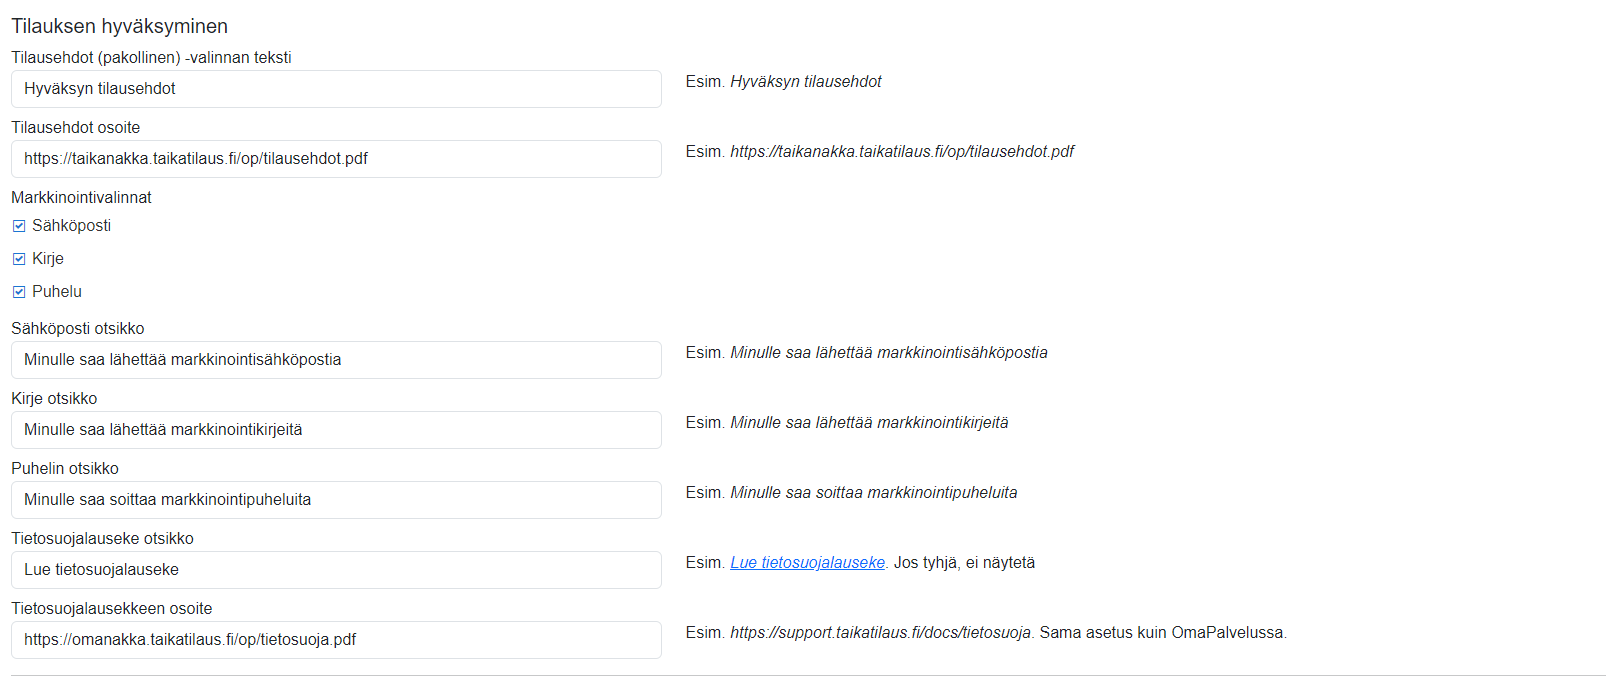 Tilauksen hyväksyminen
Tilausehdot (pakollinen) -valinnan teksti
Hyväksyn tilausehdot
Esim. Hyväksyn tilausehdot
Tilausehdot osoite
https://taikanakka.taikatilaus.fi/op/tilausehdot.pdf
Esim. https://taikanakka.taikatilaus.fi/op/tilausehdot.pdf
Markkinointivalinnat
Sähköposti
Kirje
Puhelu
Sähköposti otsikko
Minulle saa lähettää markkinointisähköpostia
Esim. Minulle saa lähettää markkinointisähköpostia
Kirje otsikko
Minulle saa lähettää markkinointikirjeitä
Esim. Minulle saa lähettää markkinointikirjeitä
Puhelin otsikko
Minulle saa soittaa markkinointipuheluita
Esim. Minulle saa soittaa markkinointipuheluita
Tietosuojalauseke otsikko
Lue tietosuojalauseke
Esim. Lue tietosuojalauseke. Jos tyhjä, ei näytetä
Tietosuojalausekkeen osoite
https://omanakka.taikatilaus.fi/op/tietosuoja.pdf
Esim. https://support.taikatilaus.fi/docs/tietosuoja. Sama asetus kuin OmaPalvelussa.